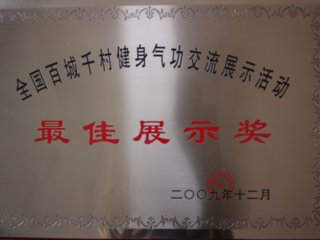 全国百城千村健身气功交流展示活动
最佳展示奖
二〇〇九年十二月